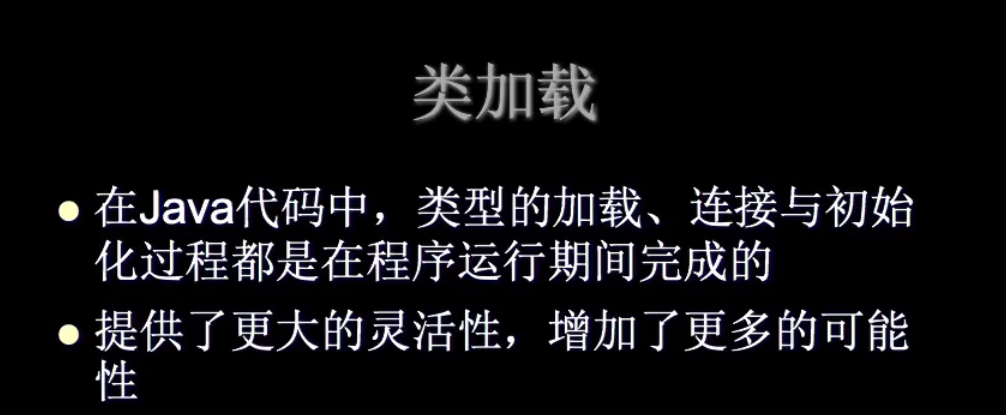 类加载
在Java代码中，类型的加载、连接与初始
化过程都是在程序运行期间完成的
提供了更大的灵活性，增加了更多的可能
性